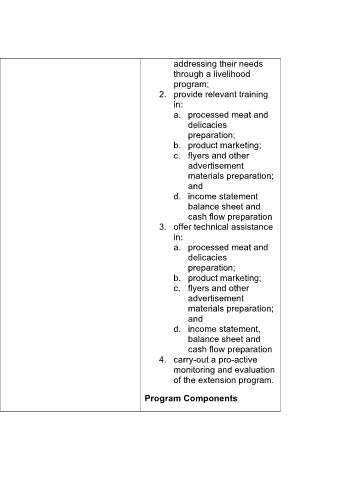 addressing their needs
through a livelihood
program;
2. provide relevant training
in:
a. processed meat and
delicacies
preparation;
b. product marketing;
c. flyers and other
advertisement
materials preparation;
and
d. income statement
balance sheet and
cash flow preparation
3. offer technical assistance
in:
a. processed meat and
delicacies
preparation;
b. product marketing;
c. flyers and other
advertisement
materials preparation;
and
d. income statement,
balance sheet and
cash flow preparation
4. carry-out a pro-active
monitoring and evaluation
of the extension program.
Program Components